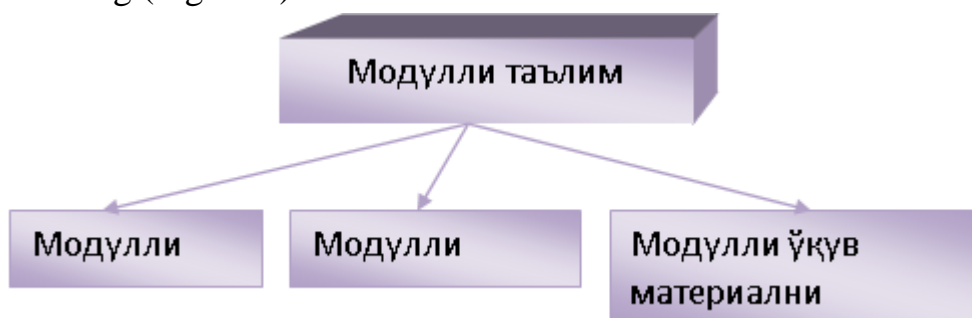 Модулли таълим
Модулли
Модулли
Модулли ўқув
материални